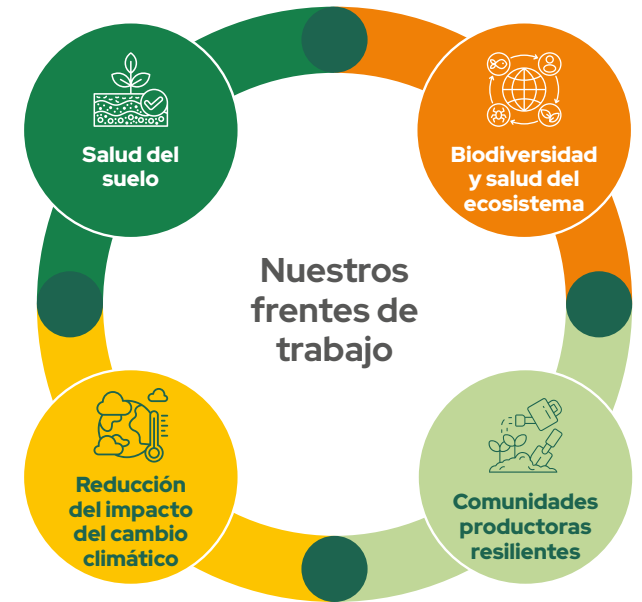 Salud del
suelo
Biodiversidad
y salud del
ecosistema
Nuestros
frentes de
trabajo
Reducción
del impacto
del cambio
climático
Comunidades
productoras
resilientes